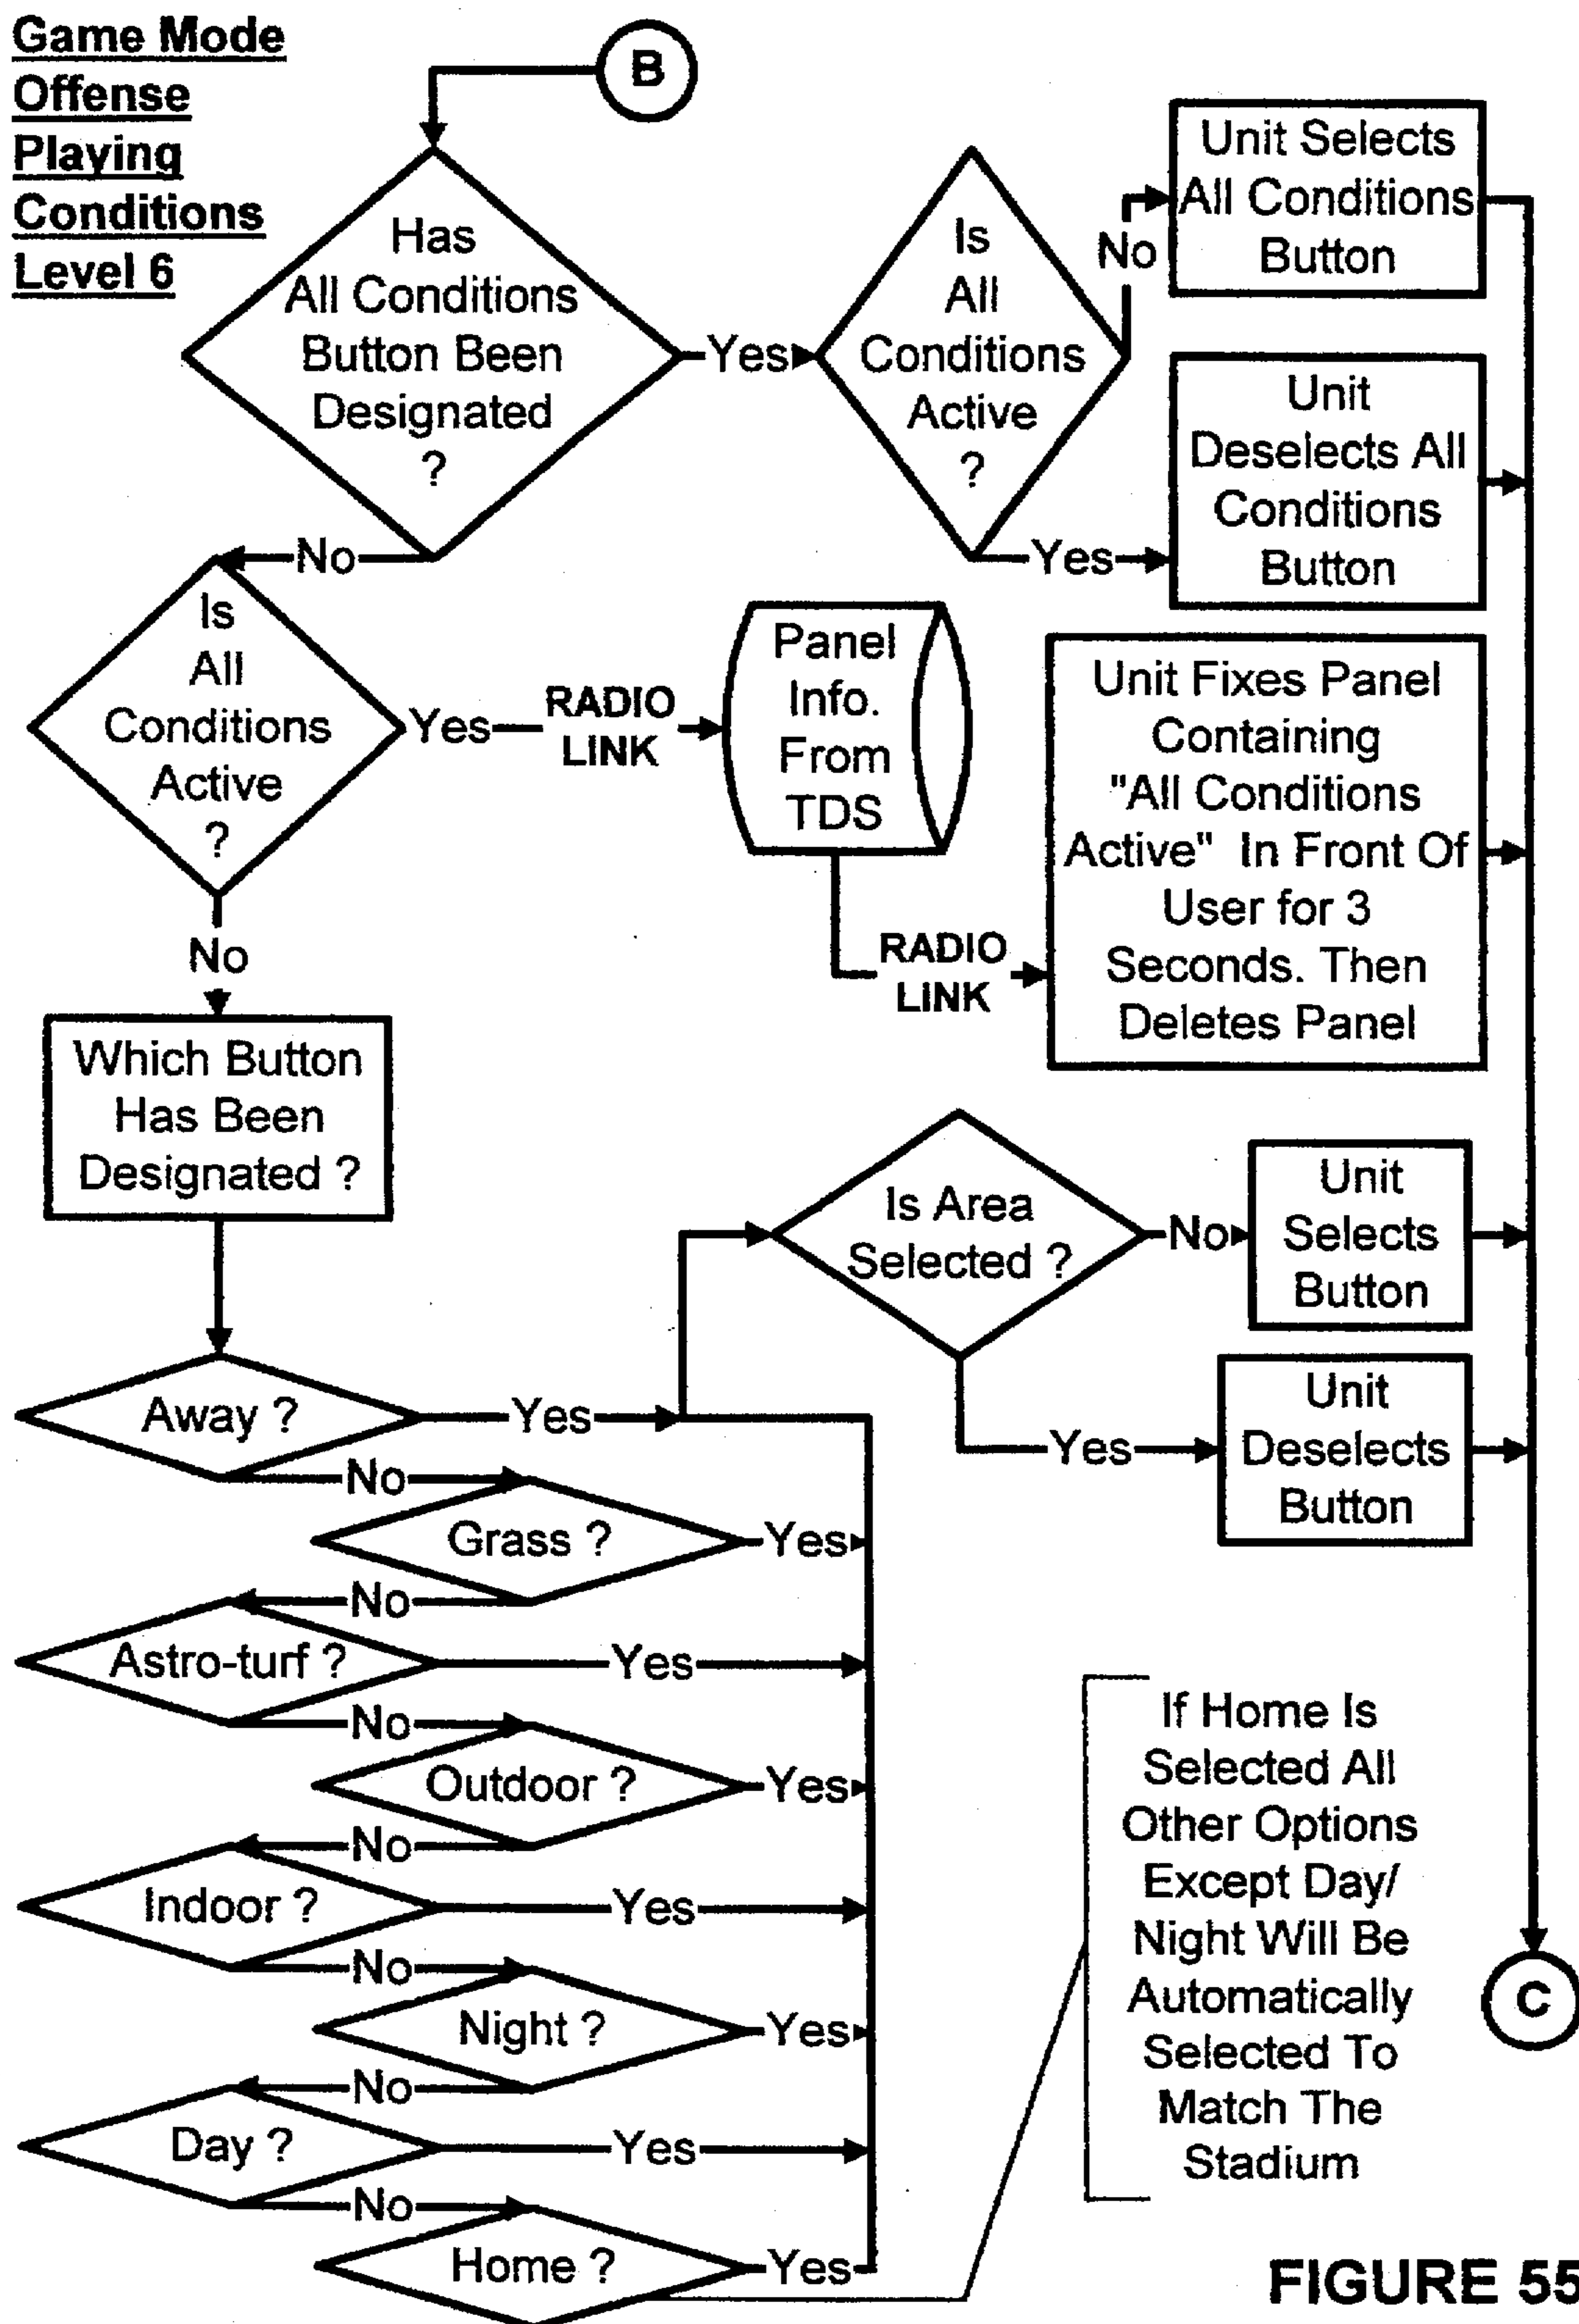 Game Mode
Offense
Playing
Conditions
Level 6
B
Has
All Conditions
Button Been
Designated
?
Yes
Is
All
Conditions
Active
?
No
Unit Selects
All Conditions
Button
Yes
Unit
Deselects All
Conditions
Button
No
Is
All
Conditions
Active
?
Yes
RADIO
LINK
Panel
Info.
From
TDS
RADIO
LINK
Unit Fixes Panel
Containing
"All Conditions
Active" In Front Of
User for 3
Seconds. Then
Deletes Panel
No
Which Button
Has Been
Designated ?
Is Area
Selected ?
No
Unit
Selects
Button
Yes
Unit
Deselects
Button
Away ?
Yes
No
Grass ?
Yes
No
Astro-turf ?
Yes
No
Outdoor ?
Yes
No
Indoor ?
Yes
No
Night ?
Yes
No
Day ?
Yes
No
Home ?
Yes
If Home Is
Selected All
Other Options
Except Day/
Night Will Be
Automatically
Selected To
Match The
Stadium
C
FIGURE 55